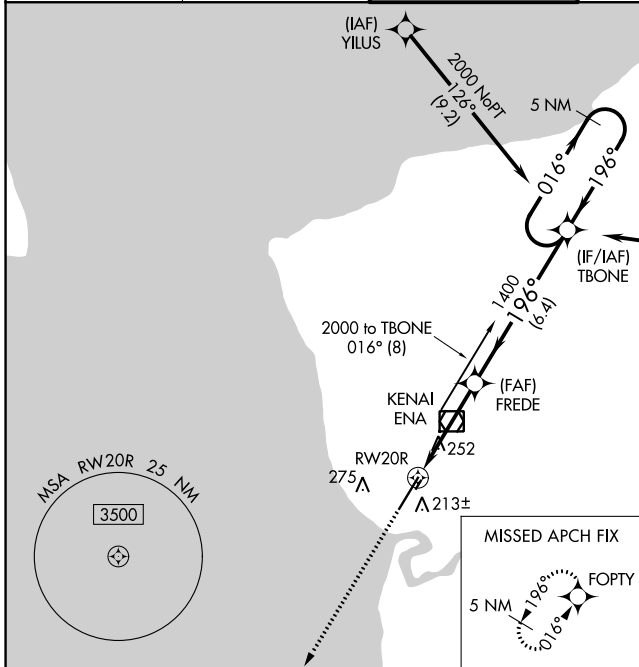 (IAF)
YILUS
2000 NoPT
126°
(9.2)
5 NM
016°
196°
(IF/IAF)
TBONE
1400
196°
(6.4)
2000 to TBONE
016° (8)
(FAF)
FREDE
KENAI
ENA
252
RW20R
275
213±
MSA RW20R 25 NM
3500
MISSED APCH FIX
FOPTY
5 NM
196°
016°